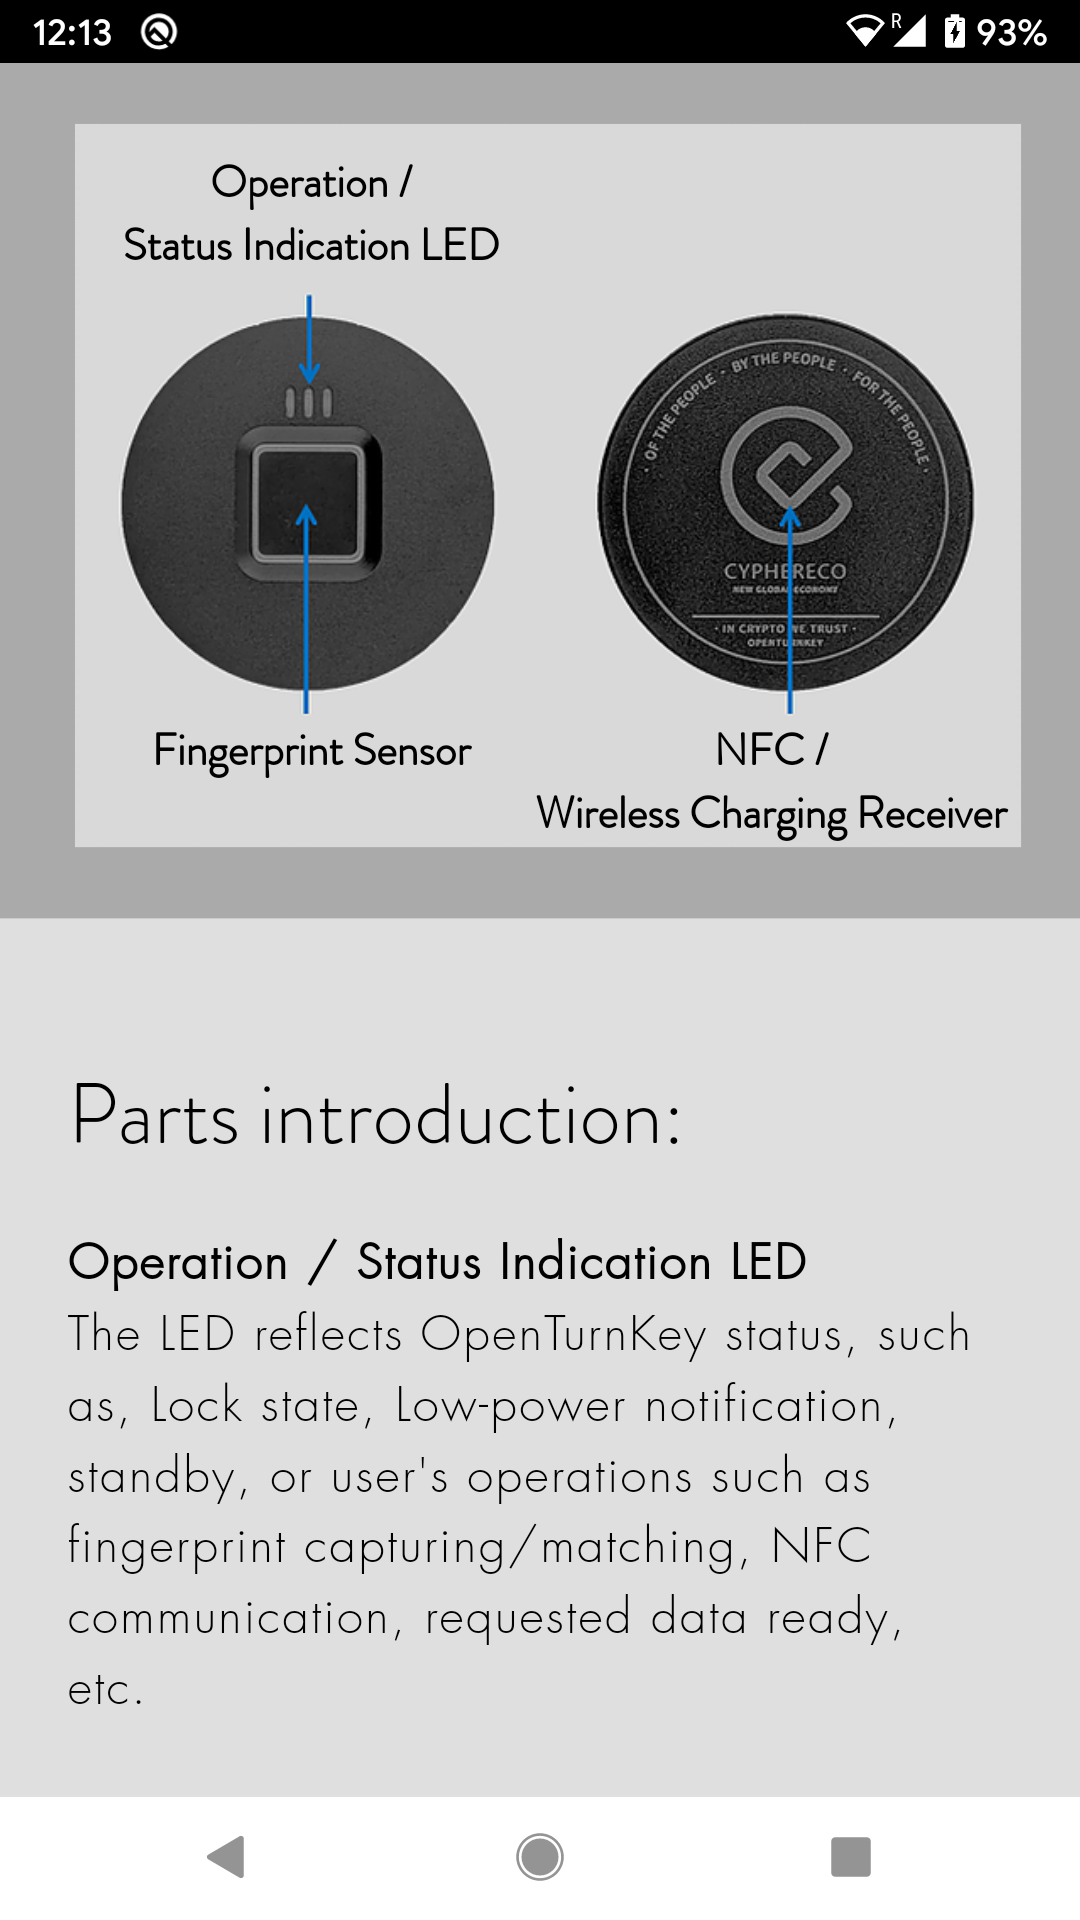 12:13
R
93%
Operation /
Status Indication LED
· OF THE PEOPLE · BY THE PEOPLE · FOR THE PEOPLE ·
CYPHERECO
NEW GLOBAL ECONOMY
· IN CRYPTO WE TRUST ·
OPENTURNKEY
Fingerprint Sensor
NFC /
Wireless Charging Receiver
Parts introduction:
Operation / Status Indication LED
The LED reflects OpenTurnKey status, such
as, Lock state, Low-power notification,
standby, or user's operations such as
fingerprint capturing/matching, NFC
communication, requested data ready,
etc.